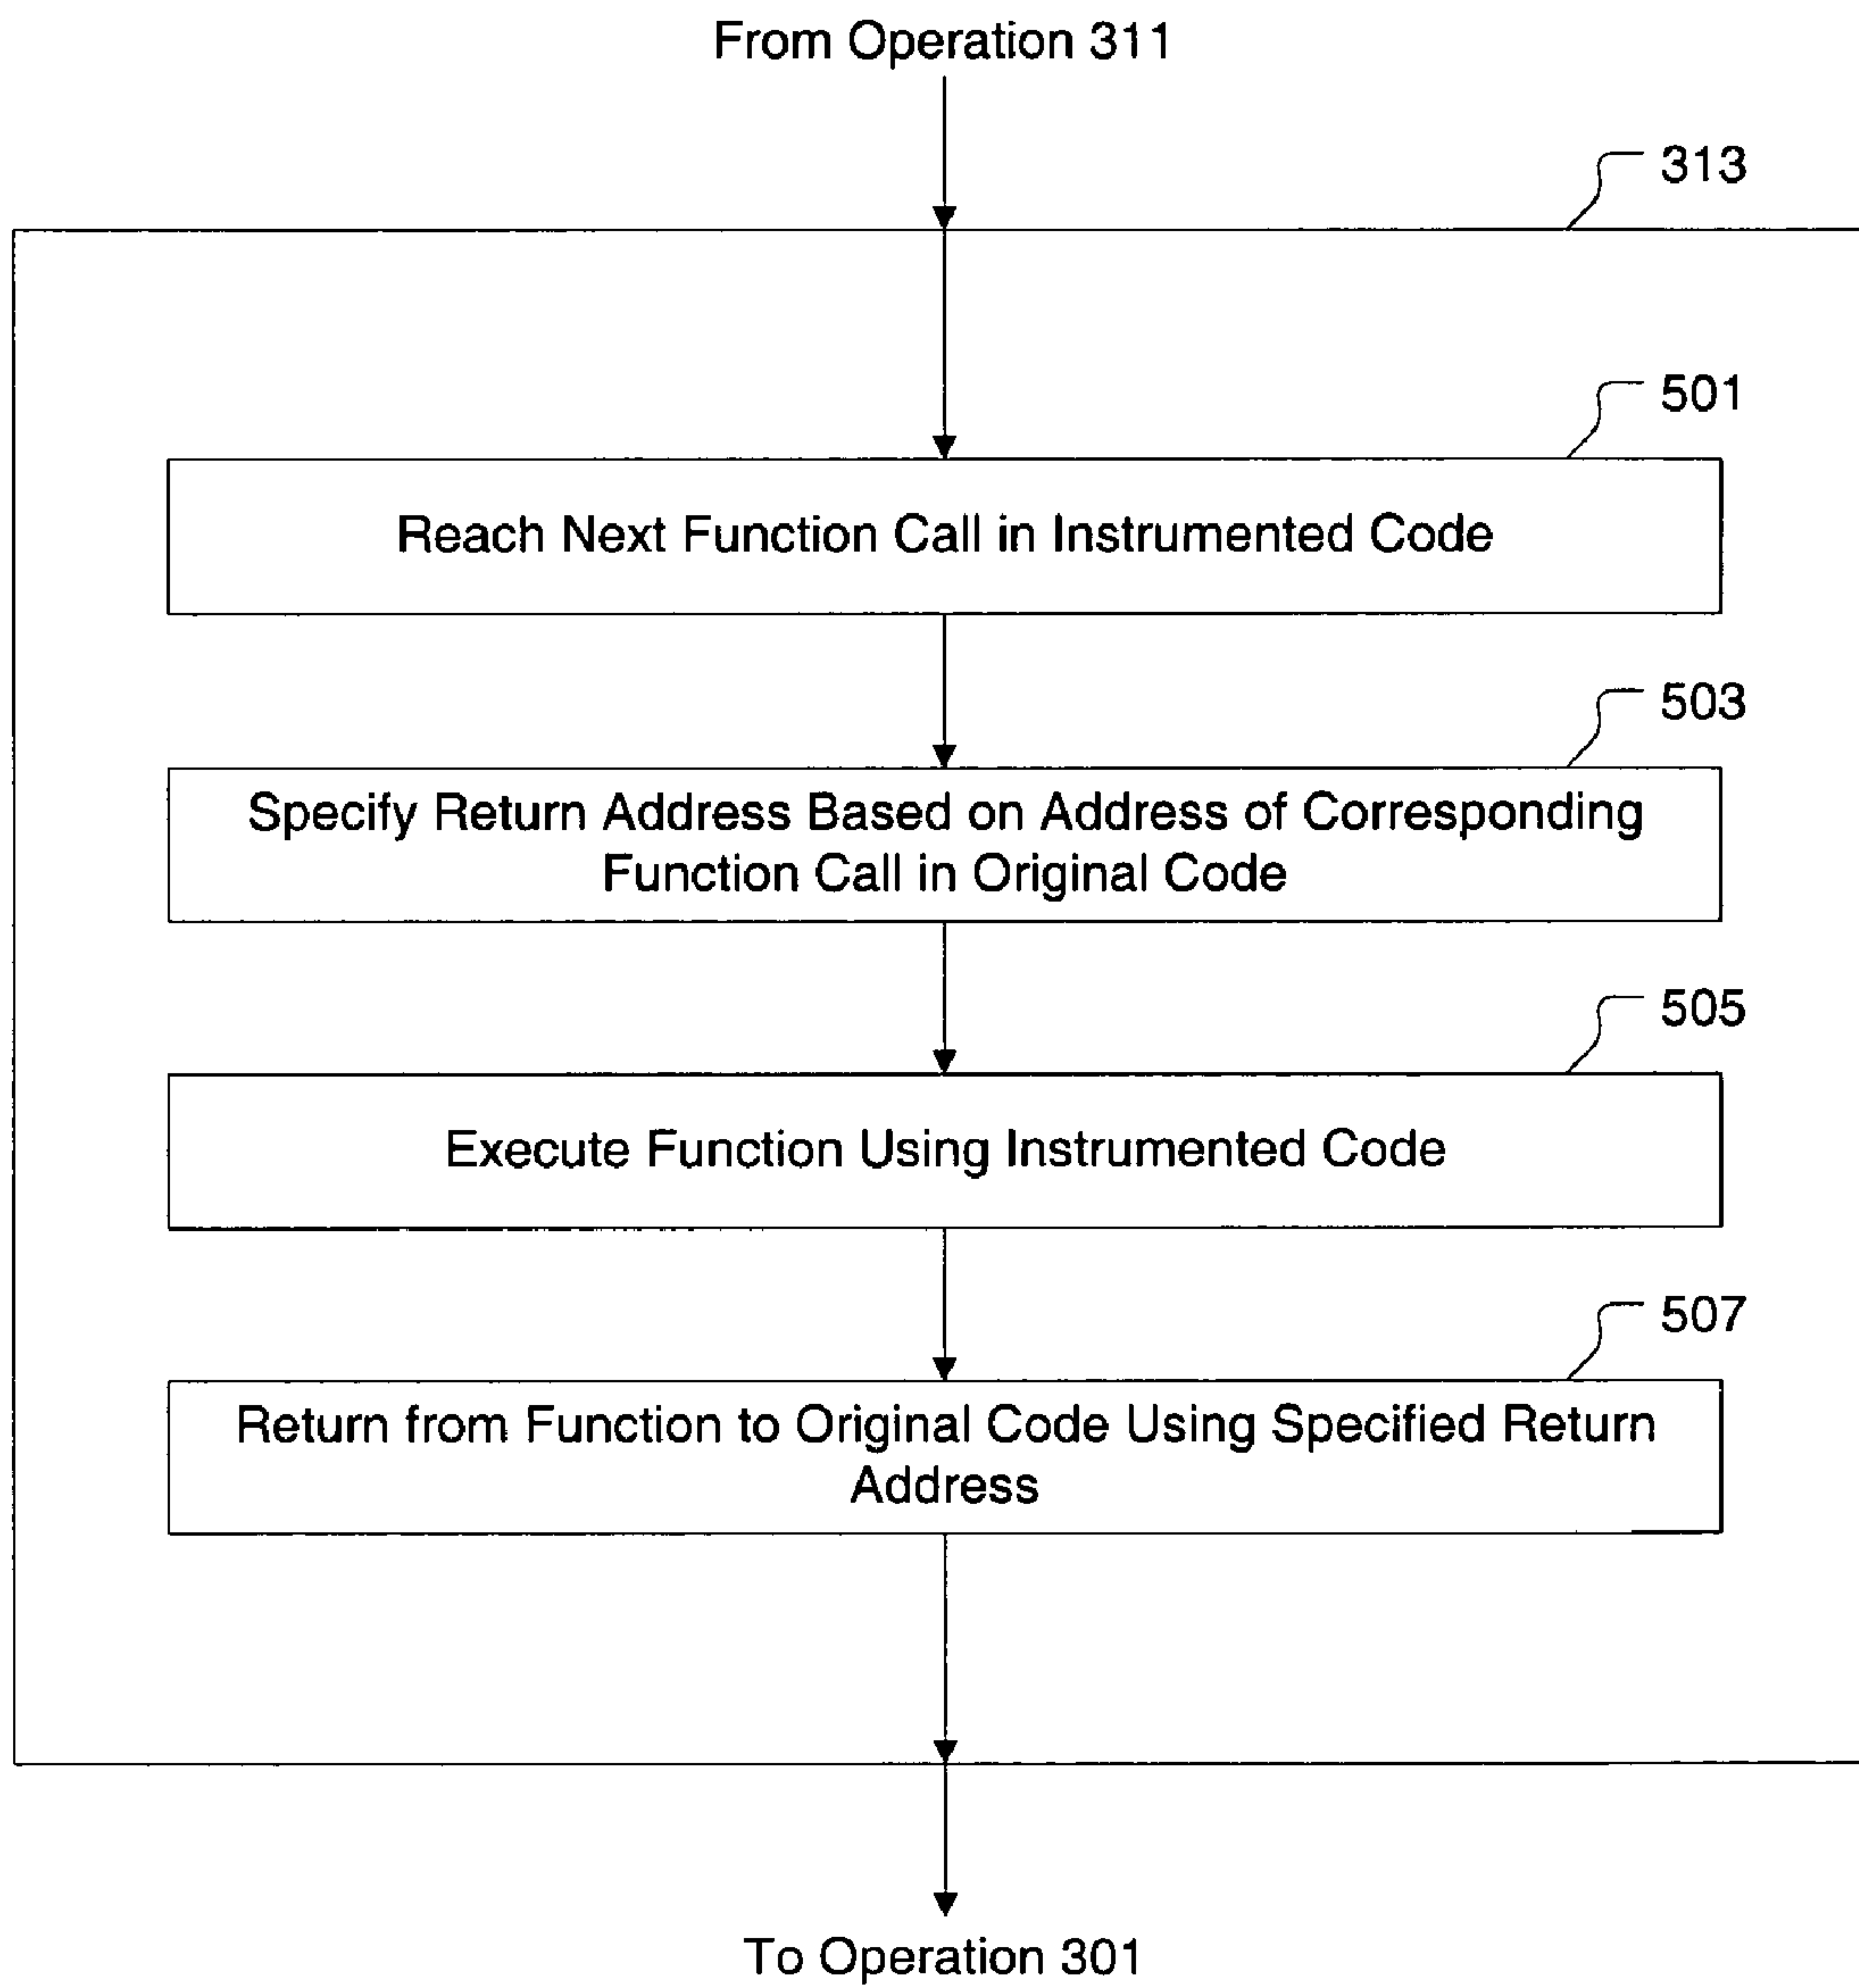 From Operation 311
313
501
Reach Next Function Call in Instrumented Code
503
Specify Return Address Based on Address of Corresponding
Function Call in Original Code
505
Execute Function Using Instrumented Code
507
Return from Function to Original Code Using Specified Return
Address
To Operation 301